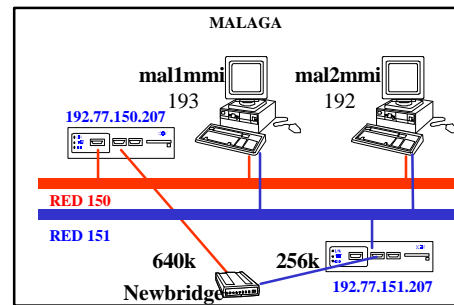 MALAGA
mal1mmi
193
mal2mmi
192
192.77.150.207
RED 150
RED 151
640k
256k
Newbridge
192.77.151.207